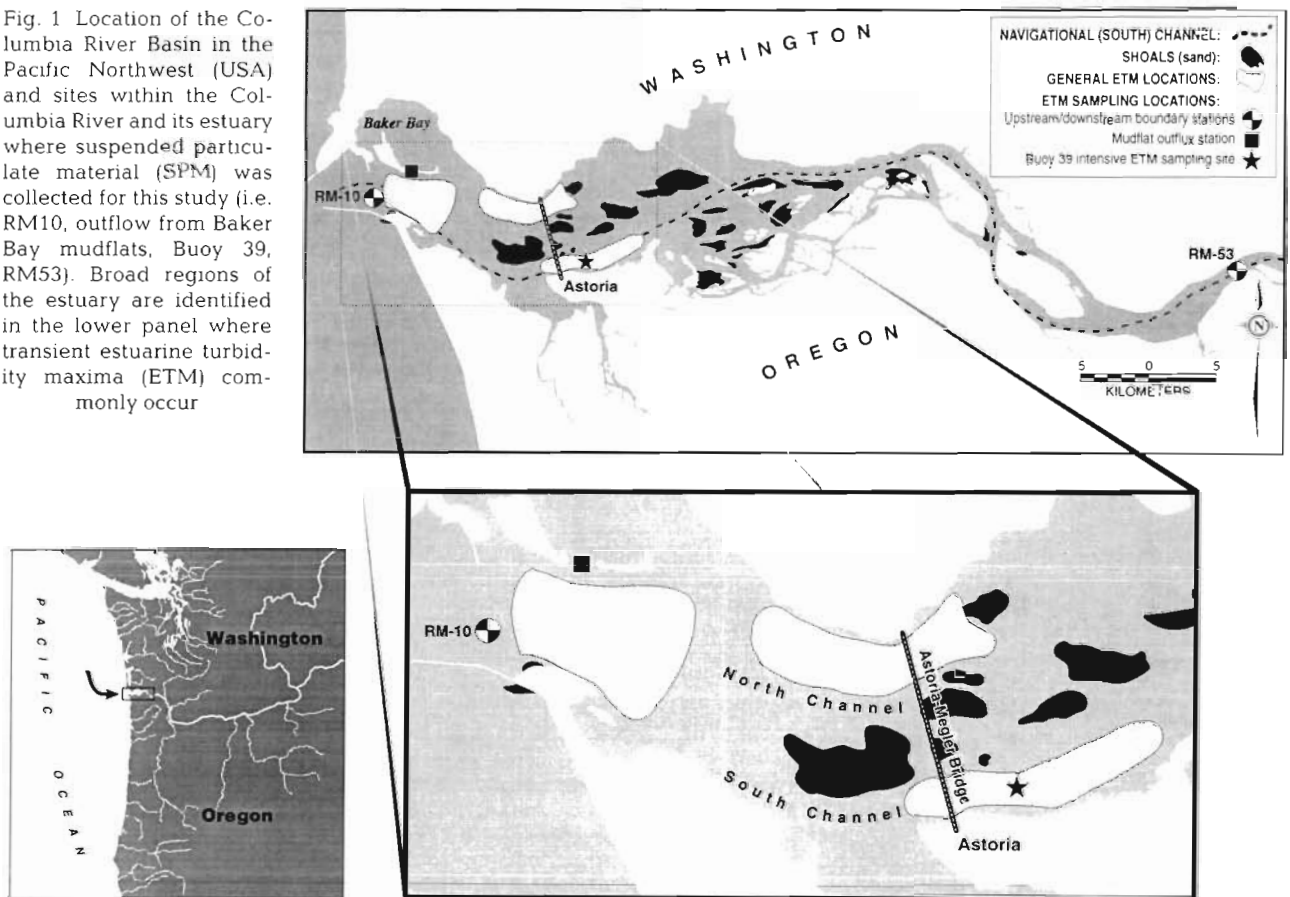 Fig. 1 Location of the Co-
lumbia River Basin in the
Pacific Northwest (USA)
and sites within the Col-
umbia River and its estuary
where suspended particu-
late material (SPM) was
collected for this study (i.e.
RM10, outflow from Baker
Bay mudflats, Buoy 39,
RM53). Broad regions of
the estuary are identified
in the lower panel where
transient estuarine turbid-
ity maxima (ETM) com-
monly occur
WASHINGTON
NAVIGATIONAL (SOUTH) CHANNEL:
SHOALS (sand):
GENERAL ETM LOCATIONS:
ETM SAMPLING LOCATIONS:
Upstream/downstream boundary stations
Mudflat outflux station
Buoy 39 intensive ETM sampling site
Baker Bay
RM-10
Astoria
RM-53
N
OREGON
5 0 5
KILOMETERS
RM-10
North Channel
Astoria-Megler Bridge
South Channel
Astoria
PACIFIC
OCEAN
Washington
Oregon